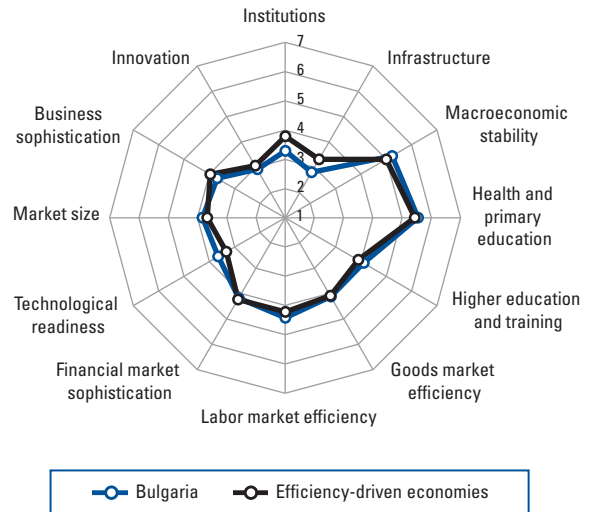 Institutions
Infrastructure
Macroeconomic
stability
Health and
primary
education
Higher education
and training
Goods market
efficiency
Labor market efficiency
Financial market
sophistication
Technological
readiness
Market size
Business
sophistication
Innovation
7
6
5
4
3
2
1
Bulgaria
Efficiency-driven economies